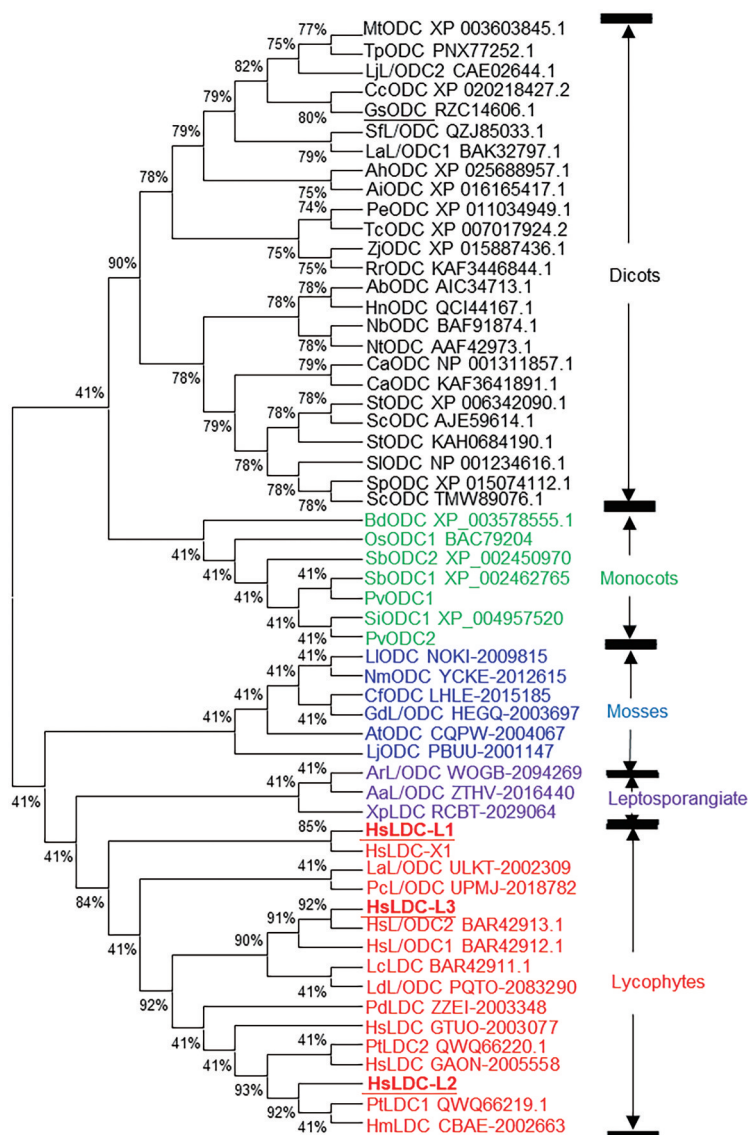 77%
MtODC XP 003603845.1
75%
TpODC PNX77252.1
82%
LjL/ODC2 CAE02644.1
79%
CcODC XP 020218427.2
80%
GsODC RZC14606.1
79%
SfL/ODC QZJ85033.1
79%
LaL/ODC1 BAK32797.1
78%
AhODC XP 025688957.1
75%
AiODC XP 016165417.1
74%
PeODC XP 011034949.1
TcODC XP 007017924.2
75%
ZjODC XP 015887436.1
75%
RrODC KAF3446844.1
90%
Dicots
78%
AbODC AIC34713.1
78%
HnODC QCI44167.1
NbODC BAF91874.1
78%
NtODC AAF42973.1
79%
CaODC NP 001311857.1
78%
CaODC KAF3641891.1
41%
78%
StODC XP 006342090.1
79%
78%
ScODC AJE59614.1
StODC KAH0684190.1
78%
SlODC NP 001234616.1
78%
SpODC XP 015074112.1
78%
ScODC TMW89076.1
BdODC XP_003578555.1
41%
OsODC1 BAC79204
41%
SbODC2 XP_002450970
41%
SbODC1 XP_002462765
Monocots
41%
PvODC1
41%
SiODC1 XP_004957520
41%
PvODC2
41%
LlODC NOKI-2009815
41%
NmODC YCKE-2012615
41%
CfODC LHLE-2015185
41%
GdL/ODC HEGQ-2003697
Mosses
41%
AtODC CQPW-2004067
LjODC PBUU-2001147
41%
ArL/ODC WOGB-2094269
41%
41%
AaL/ODC ZTHV-2016440
Leptosporangiate
41%
XpLDC RCBT-2029064
85%
HsLDC-L1
HsLDC-X1
41%
LaL/ODC ULKT-2002309
84%
PcL/ODC UPMJ-2018782
92%
HsLDC-L3
91%
HsL/ODC2 BAR42913.1
41%
90%
HsL/ODC1 BAR42912.1
LcLDC BAR42911.1
41%
LdL/ODC PQTO-2083290
Lycophytes
92%
PdLDC ZZEI-2003348
HsLDC GTUO-2003077
41%
41%
41%
PtLDC2 QWQ66220.1
HsLDC GAON-2005558
93%
HsLDC-L2
92%
PtLDC1 QWQ66219.1
41%
HmLDC CBAE-2002663